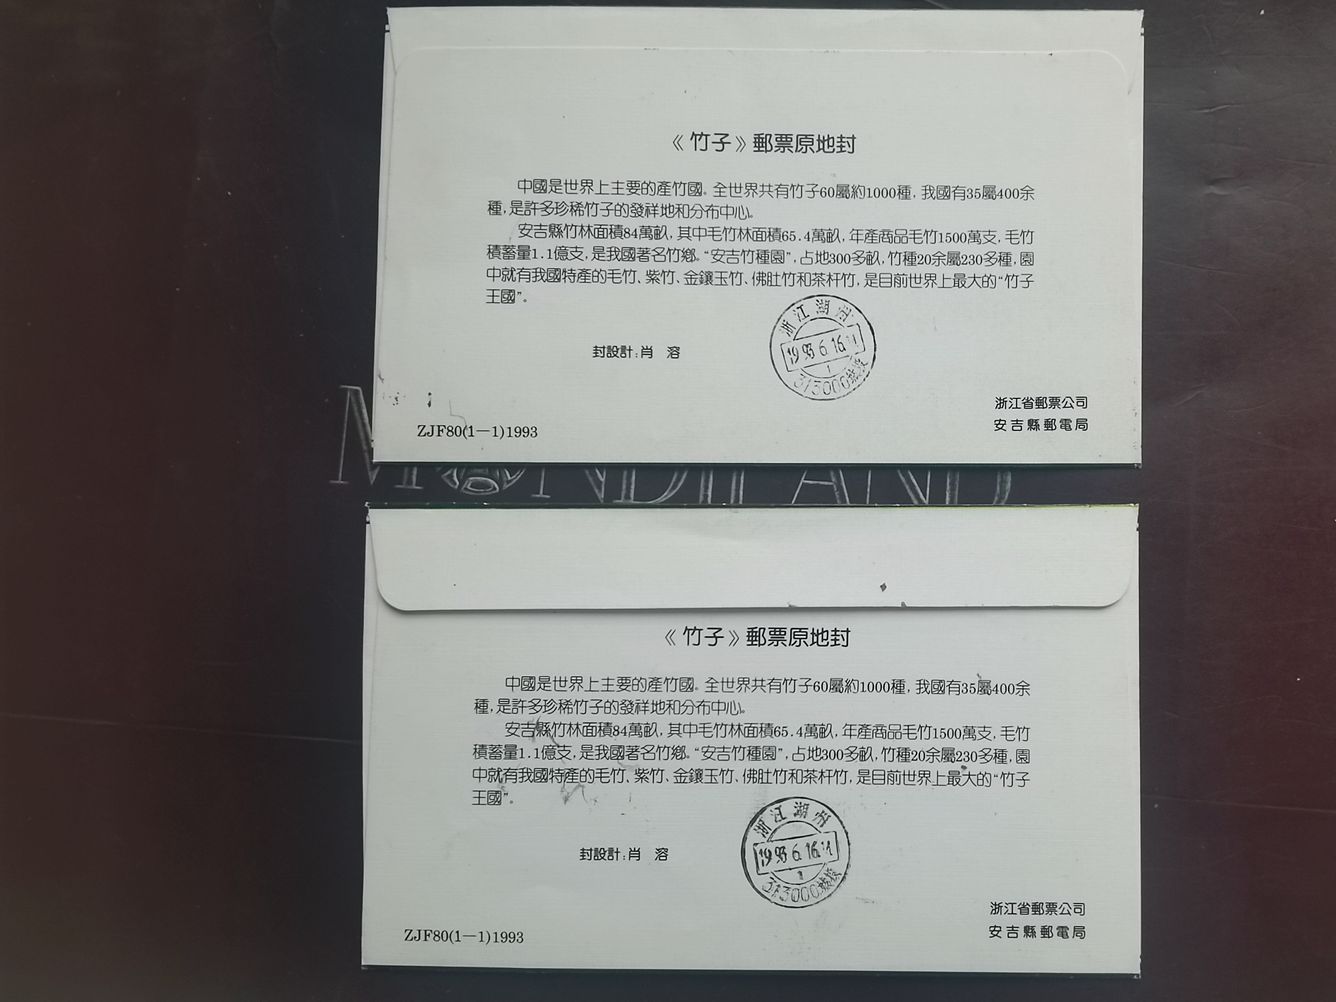 《竹子》郵票原地封
中國是世界上主要的產竹國。全世界共有竹子60屬約1000種，我國有35屬400余
種，是許多珍稀竹子的發祥地和分布中心。
安吉縣竹林面積84萬畝，其中毛竹林面積65.4萬畝，年產商品毛竹1500萬支，毛竹
積蓄量1.1億支，是我國著名竹鄉。“安吉竹種園”，占地300多畝，竹種20余屬230多種，園
中就有我國特產的毛竹、紫竹、金鑲玉竹、佛肚竹和茶杆竹，是目前世界上最大的“竹子
王國”。
浙江湖州
1993.6.16
313000
封設計：肖 溶
浙江省郵票公司
安吉縣郵電局
ZJF80(1—1)1993
《竹子》郵票原地封
中國是世界上主要的產竹國。全世界共有竹子60屬約1000種，我國有35屬400余
種，是許多珍稀竹子的發祥地和分布中心。
安吉縣竹林面積84萬畝，其中毛竹林面積65.4萬畝，年產商品毛竹1500萬支，毛竹
積蓄量1.1億支，是我國著名竹鄉。“安吉竹種園”，占地300多畝，竹種20余屬230多種，園
中就有我國特產的毛竹、紫竹、金鑲玉竹、佛肚竹和茶杆竹，是目前世界上最大的“竹子
王國”。
浙江湖州
1993.6.16
313000
封設計：肖 溶
浙江省郵票公司
安吉縣郵電局
ZJF80(1—1)1993